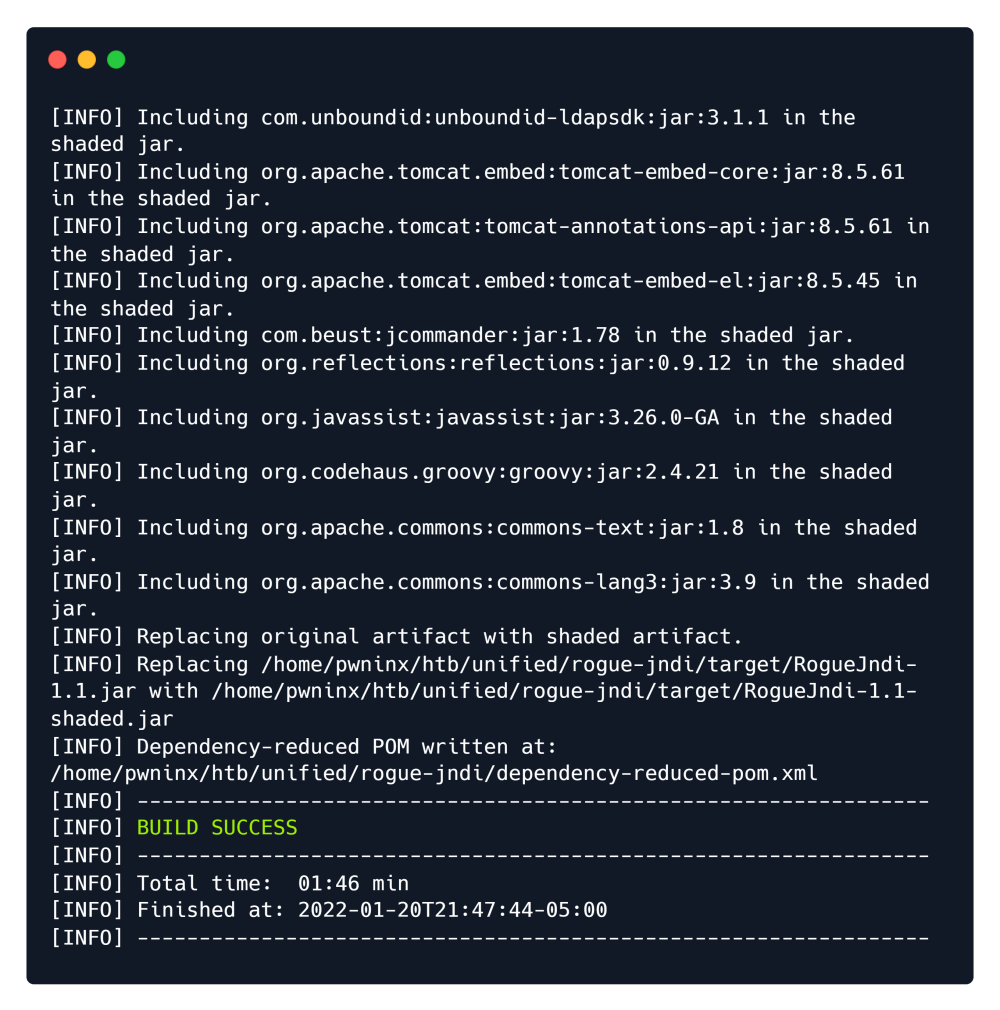 [INFO] Including com.unboundid:unboundid-ldapsdk:jar:3.1.1 in the
shaded jar.
[INFO] Including org.apache.tomcat.embed:tomcat-embed-core:jar:8.5.61
in the shaded jar.
[INFO] Including org.apache.tomcat:tomcat-annotations-api:jar:8.5.61 in
the shaded jar.
[INFO] Including org.apache.tomcat.embed:tomcat-embed-el:jar:8.5.45 in
the shaded jar.
[INFO] Including com.beust:jcommander:jar:1.78 in the shaded jar.
[INFO] Including org.reflections:reflections:jar:0.9.12 in the shaded
jar.
[INFO] Including org.javassist:javassist:jar:3.26.0-GA in the shaded
jar.
[INFO] Including org.codehaus.groovy:groovy:jar:2.4.21 in the shaded
jar.
[INFO] Including org.apache.commons:commons-text:jar:1.8 in the shaded
jar.
[INFO] Including org.apache.commons:commons-lang3:jar:3.9 in the shaded
jar.
[INFO] Replacing original artifact with shaded artifact.
[INFO] Replacing /home/pwninx/htb/unified/rogue-jndi/target/RogueJndi-
1.1.jar with /home/pwninx/htb/unified/rogue-jndi/target/RogueJndi-1.1-
shaded.jar
[INFO] Dependency-reduced POM written at:
/home/pwninx/htb/unified/rogue-jndi/dependency-reduced-pom.xml
[INFO] ----------------------------------------------------------------
[INFO] BUILD SUCCESS
[INFO] ----------------------------------------------------------------
[INFO] Total time:  01:46 min
[INFO] Finished at: 2022-01-20T21:47:44-05:00
[INFO] ----------------------------------------------------------------